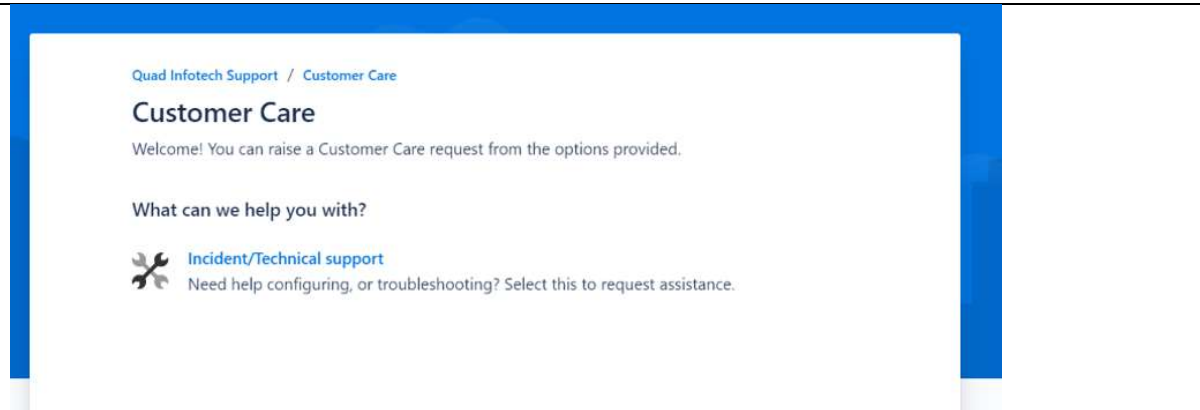 Quad Infotech Support / Customer Care
Customer Care
Welcome! You can raise a Customer Care request from the options provided.
What can we help you with?
Incident/Technical support
Need help configuring, or troubleshooting? Select this to request assistance.